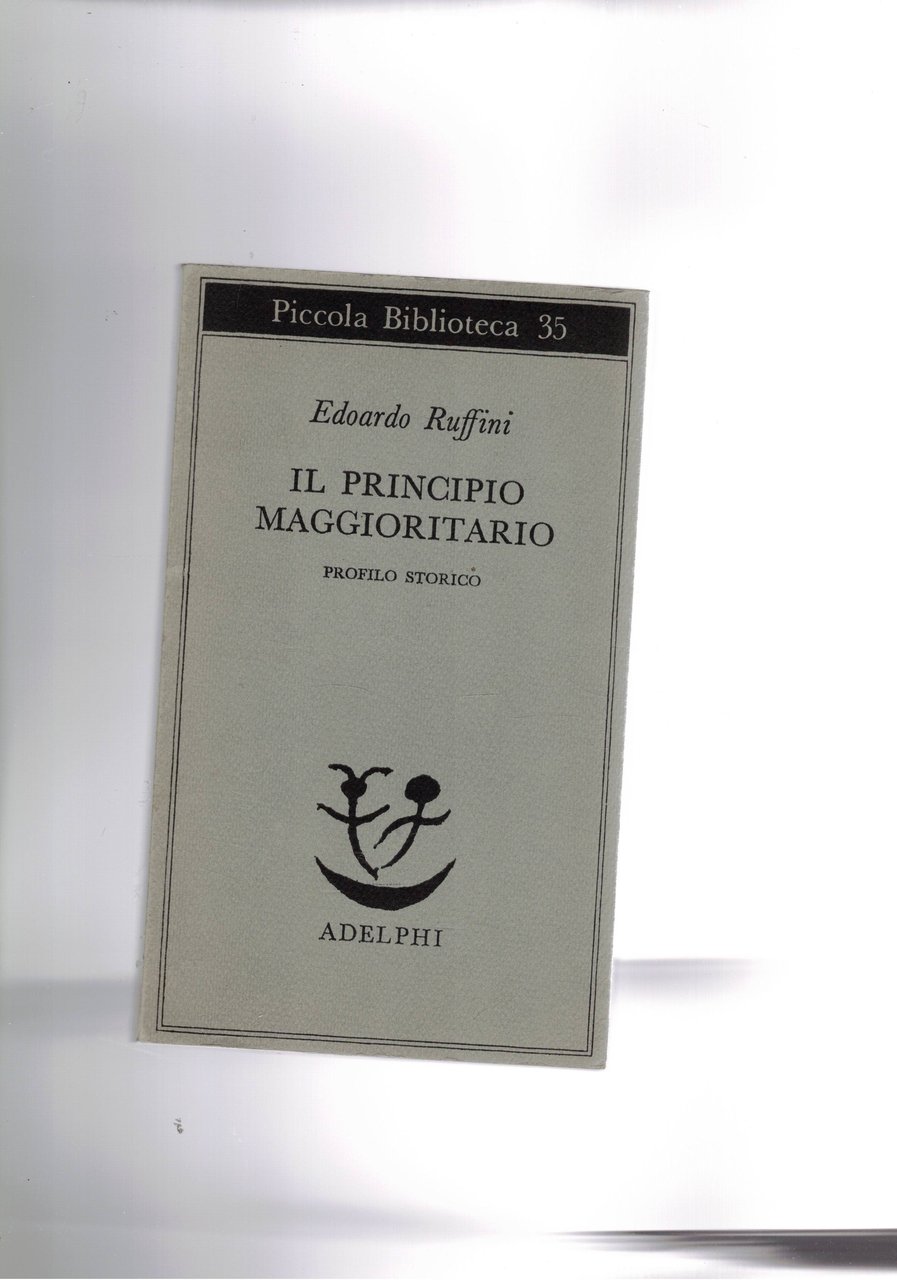 Piccola Biblioteca 35
Edoardo Ruffini
IL PRINCIPIO
MAGGIORITARIO
PROFILO STORICO
ADELPHI